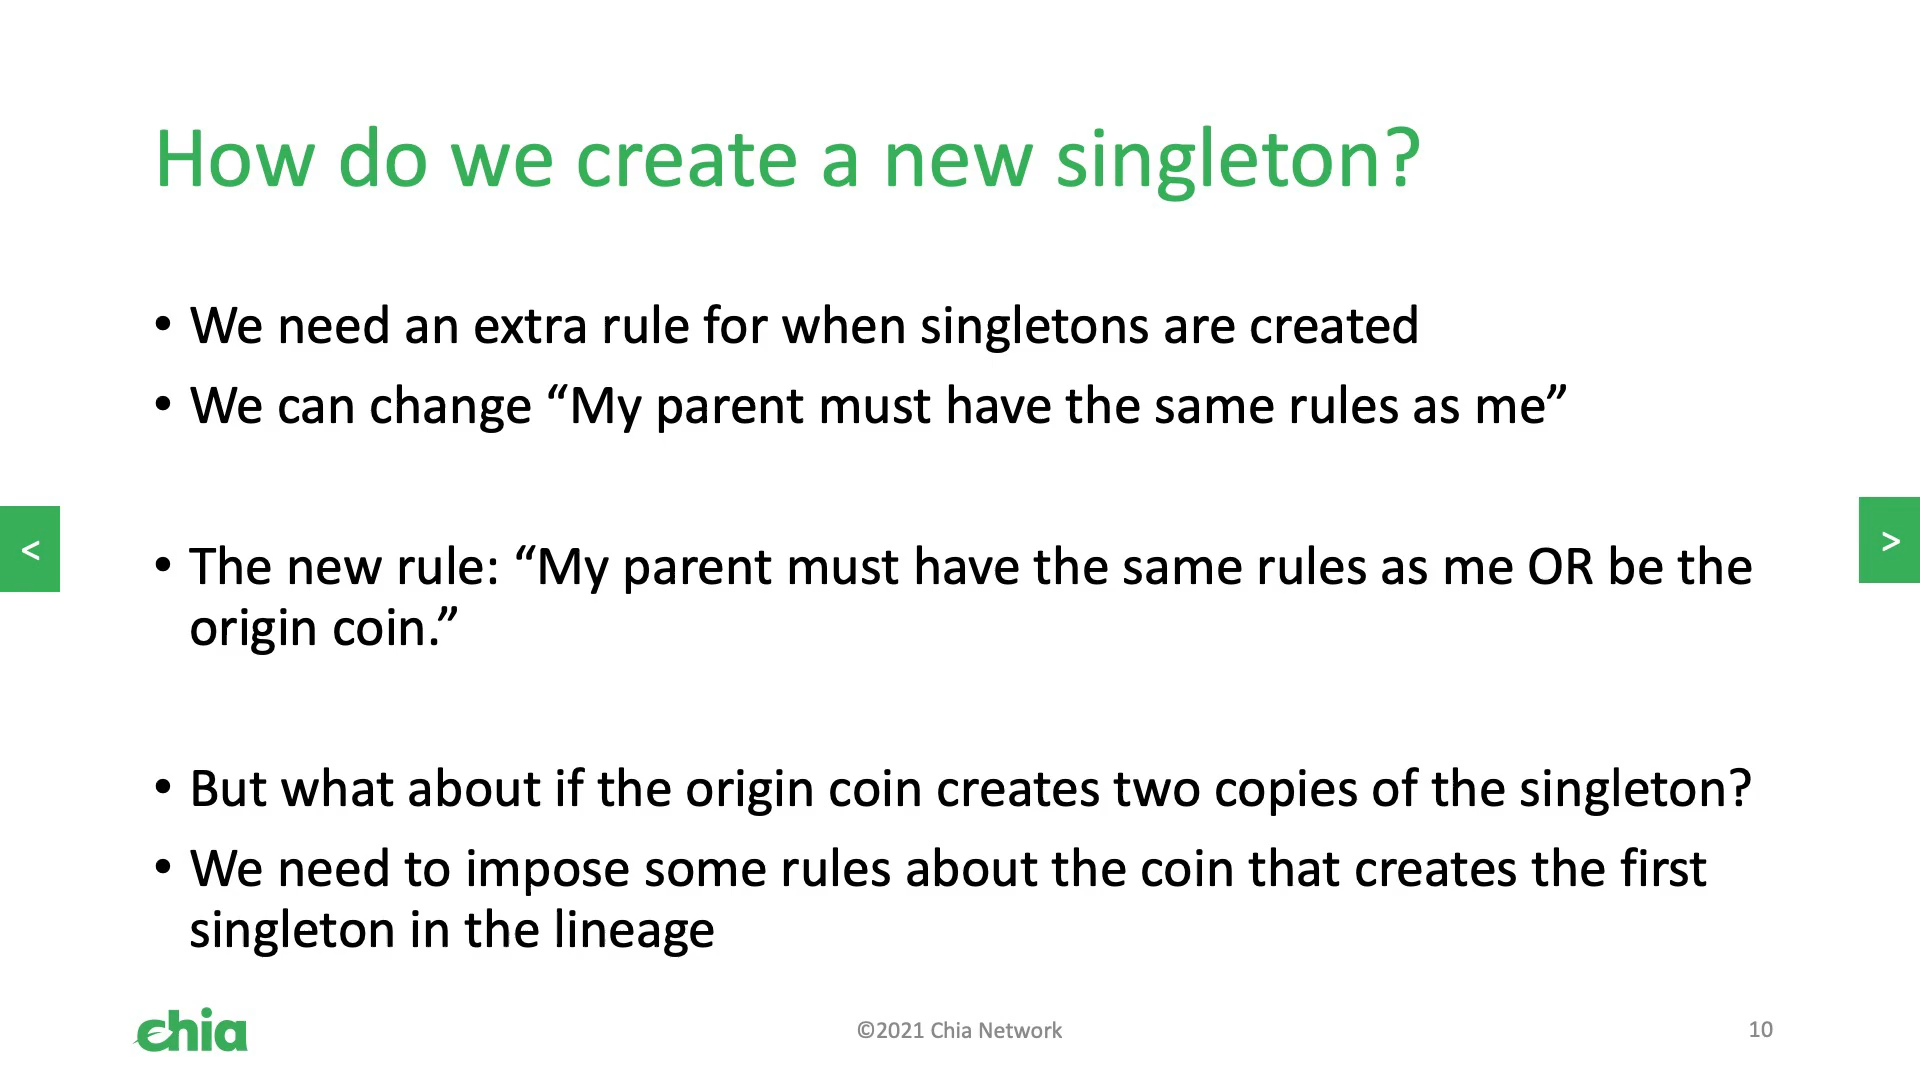 How do we create a new singleton?
• We need an extra rule for when singletons are created
• We can change “My parent must have the same rules as me”
• The new rule: “My parent must have the same rules as me OR be the
origin coin.”
• But what about if the origin coin creates two copies of the singleton?
• We need to impose some rules about the coin that creates the first
singleton in the lineage
<
>
chia
©2021 Chia Network
10